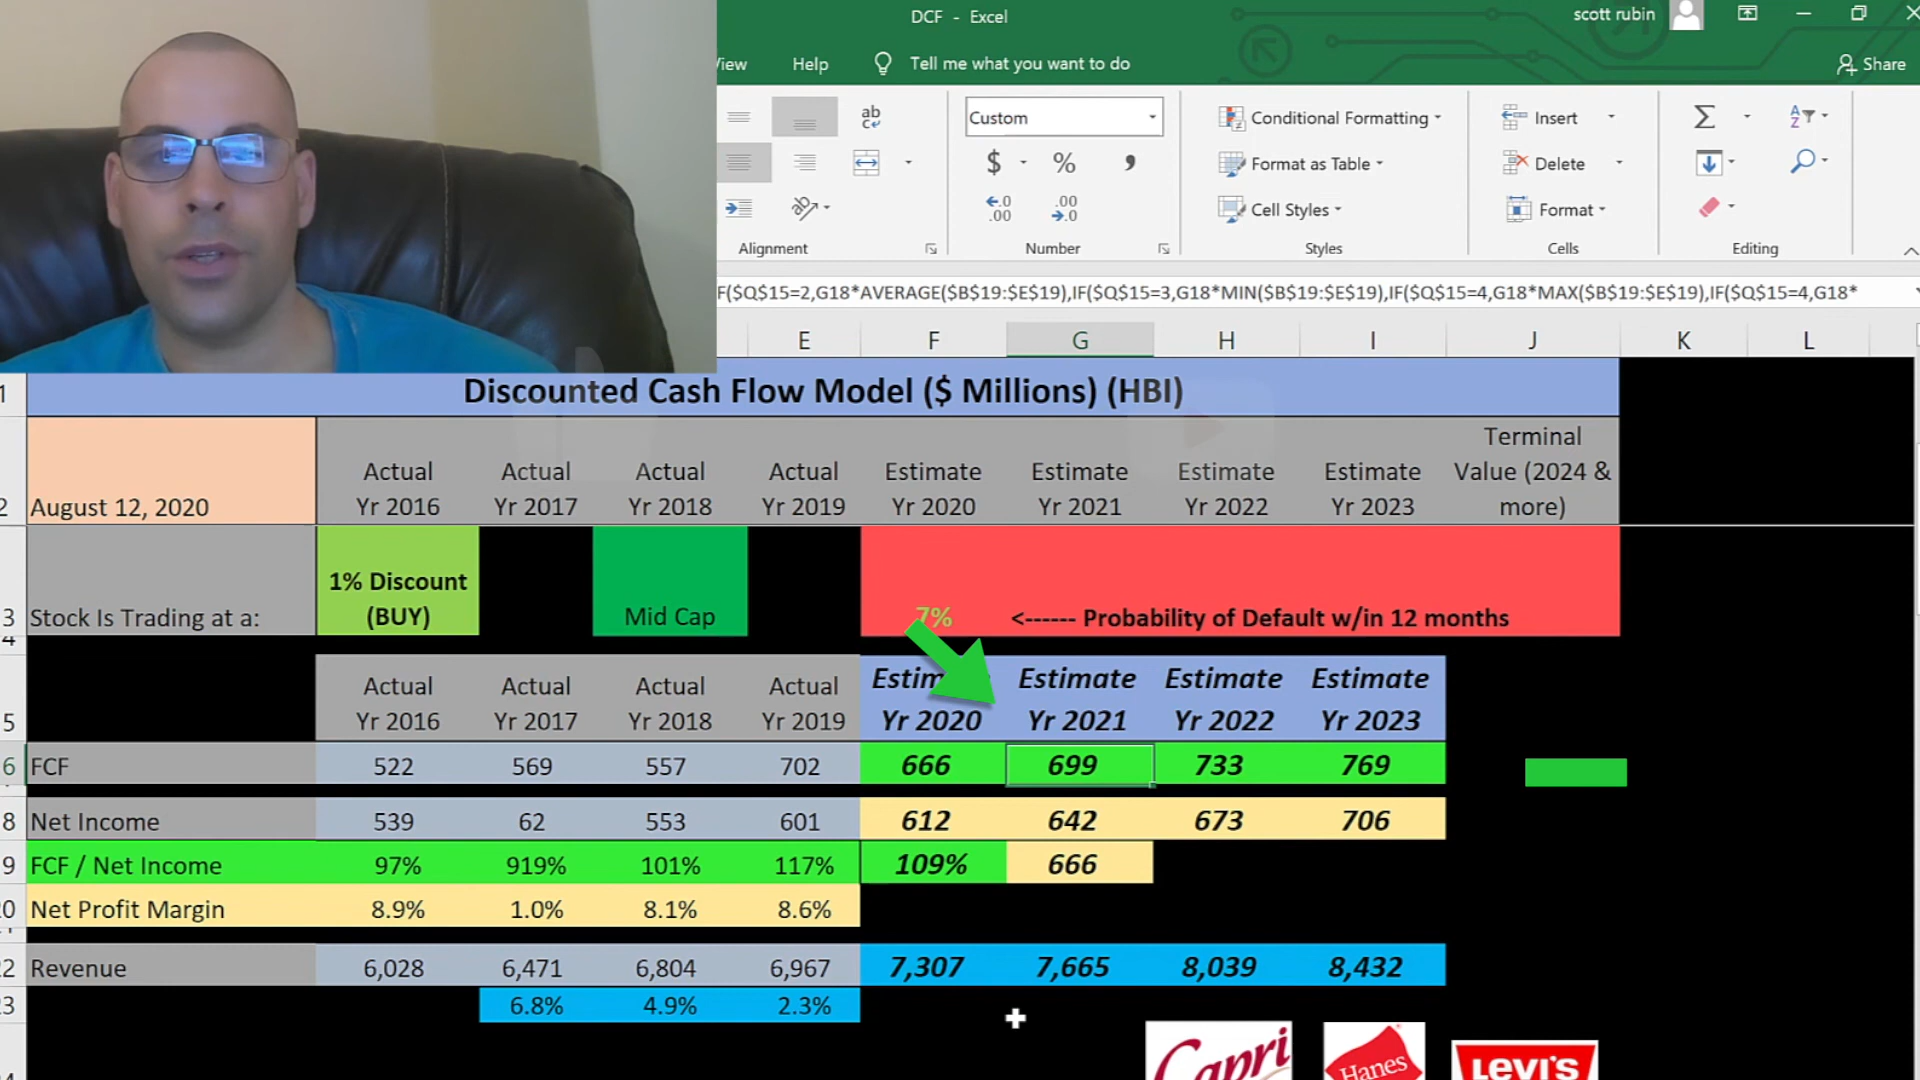 DCF - Excel
scott rubin
View Help Tell me what you want to do
Share
ab
Custom
$ % ,
Conditional Formatting
Format as Table
Cell Styles
Insert
Delete
Format
Alignment Number Styles Cells Editing
F($Q$15=2,G18*AVERAGE($B$19:$E$19),IF($Q$15=3,G18*MIN($B$19:$E$19),IF($Q$15=4,G18*MAX($B$19:$E$19),IF($Q$15=4,G18*
E F G H I J K L
1 Discounted Cash Flow Model ($ Millions) (HBI)
2 August 12, 2020
Actual Yr 2016
Actual Yr 2017
Actual Yr 2018
Actual Yr 2019
Estimate Yr 2020
Estimate Yr 2021
Estimate Yr 2022
Estimate Yr 2023
Terminal Value (2024 & more)
3 Stock Is Trading at a:
1% Discount (BUY)
Mid Cap
7% <------ Probability of Default w/in 12 months
Actual Yr 2016
Actual Yr 2017
Actual Yr 2018
Actual Yr 2019
Yr 2020
Estimate Yr 2021
Estimate Yr 2022
Estimate Yr 2023
FCF 522 569 557 702 666 699 733 769
Net Income 539 62 553 601 612 642 673 706
FCF / Net Income 97% 919% 101% 117% 109% 666
Net Profit Margin 8.9% 1.0% 8.1% 8.6%
Revenue 6,028 6,471 6,804 6,967 7,307 7,665 8,039 8,432
6.8% 4.9% 2.3%
Capri
Hanes
LEVI'S